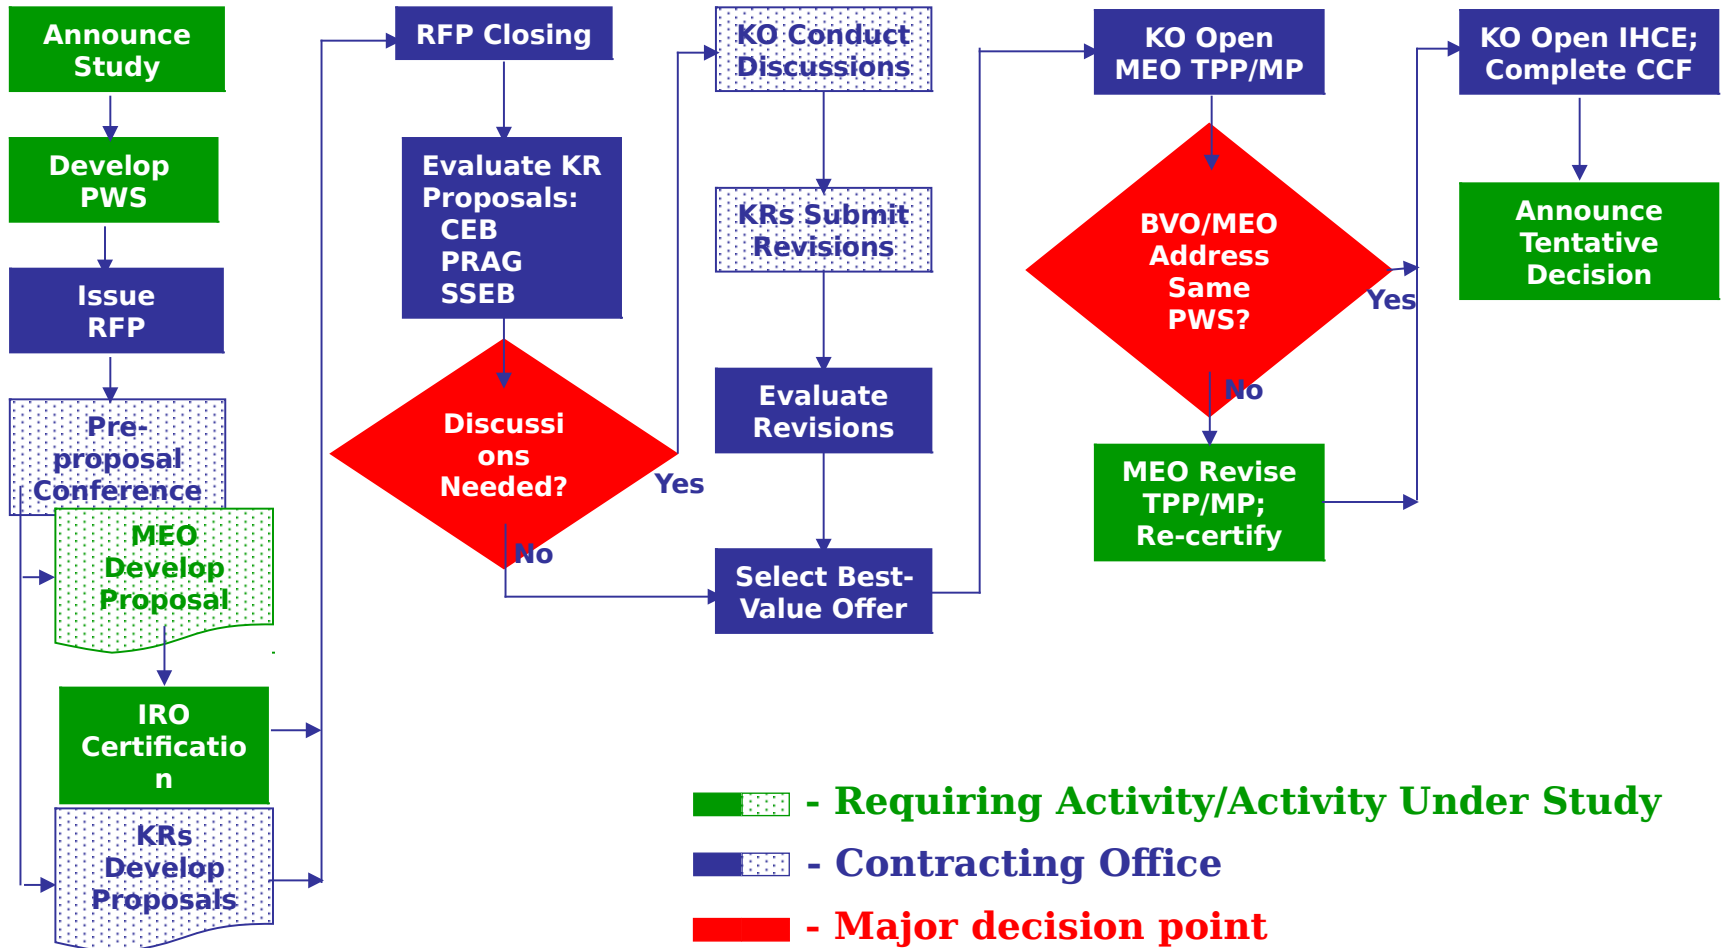 Announce
Study
Develop
PWS
Issue
RFP
Pre-
proposal
Conference
MEO
Develop
Proposal
IRO
Certificatio
n
KRs
Develop
Proposals
RFP Closing
Evaluate KR
Proposals:
CEB
PRAG
SSEB
Discussi
ons
Needed?
Yes
No
KO Conduct
Discussions
KRs Submit
Revisions
Evaluate
Revisions
Select Best-
Value Offer
KO Open
MEO TPP/MP
BVO/MEO
Address
Same
PWS?
Yes
No
MEO Revise
TPP/MP;
Re-certify
KO Open IHCE;
Complete CCF
Announce
Tentative
Decision
- Requiring Activity/Activity Under Study
- Contracting Office
- Major decision point